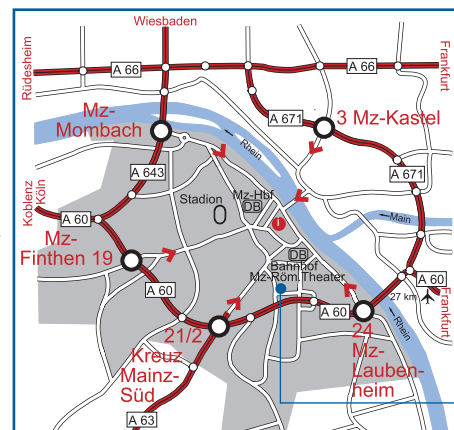 Wiesbaden
Rüdesheim
A 66
A 66
Frankfurt
Mz-
Mombach
A 671
3 Mz-Kastel
Rhein
A 643
A 671
Koblenz
Köln
Stadion
Mz-Hbf
DB
A 60
i
Main
Mz-
Finthen 19
DB
Bahnhof
Mz-Röm.Theater
A 60
27 km
A 60
Frankfurt
A 60
Rhein
21/2
24
Mz-
Lauben-
heim
Kreuz
Mainz-
Süd
A 63